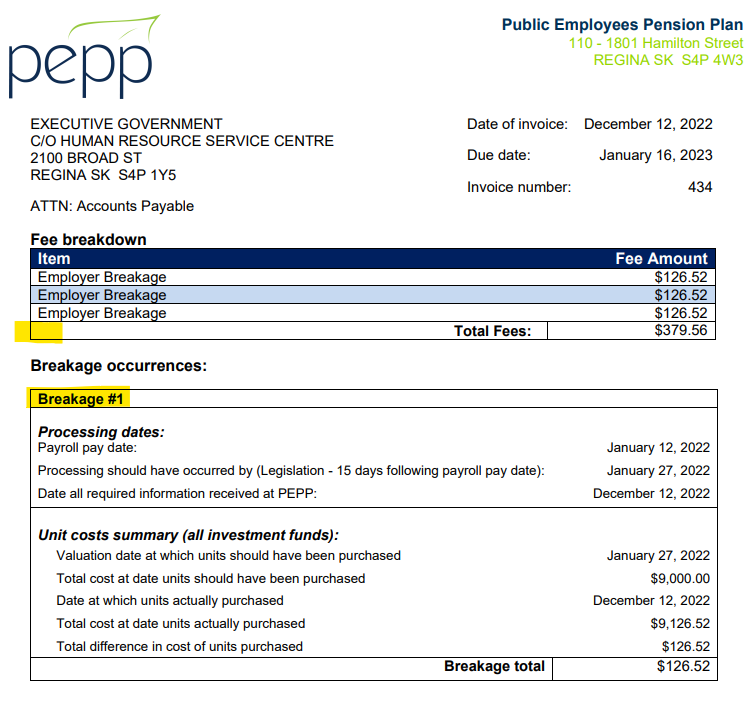 pepp
Public Employees Pension Plan
110 - 1801 Hamilton Street
REGINA SK  S4P 4W3
EXECUTIVE GOVERNMENT
C/O HUMAN RESOURCE SERVICE CENTRE
2100 BROAD ST
REGINA SK  S4P 1Y5
ATTN: Accounts Payable
Date of invoice: December 12, 2022
Due date: January 16, 2023
Invoice number: 434
Fee breakdown
Item Fee Amount
Employer Breakage $126.52
Employer Breakage $126.52
Employer Breakage $126.52
Total Fees: $379.56
Breakage occurrences:
Breakage #1
Processing dates:
Payroll pay date: January 12, 2022
Processing should have occurred by (Legislation - 15 days following payroll pay date): January 27, 2022
Date all required information received at PEPP: December 12, 2022
Unit costs summary (all investment funds):
Valuation date at which units should have been purchased January 27, 2022
Total cost at date units should have been purchased $9,000.00
Date at which units actually purchased December 12, 2022
Total cost at date units actually purchased $9,126.52
Total difference in cost of units purchased $126.52
Breakage total $126.52